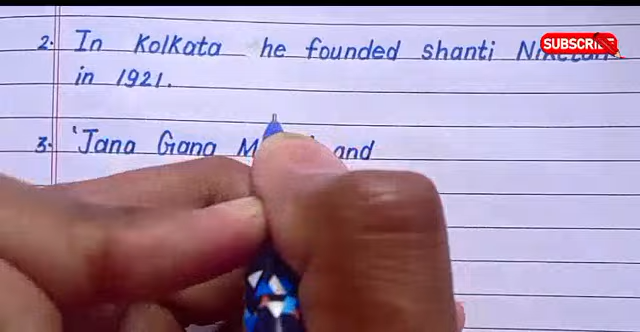 2. In Kolkata he founded shanti
in 1921.
3. 'Jana Gana and
SUBSCRIBE